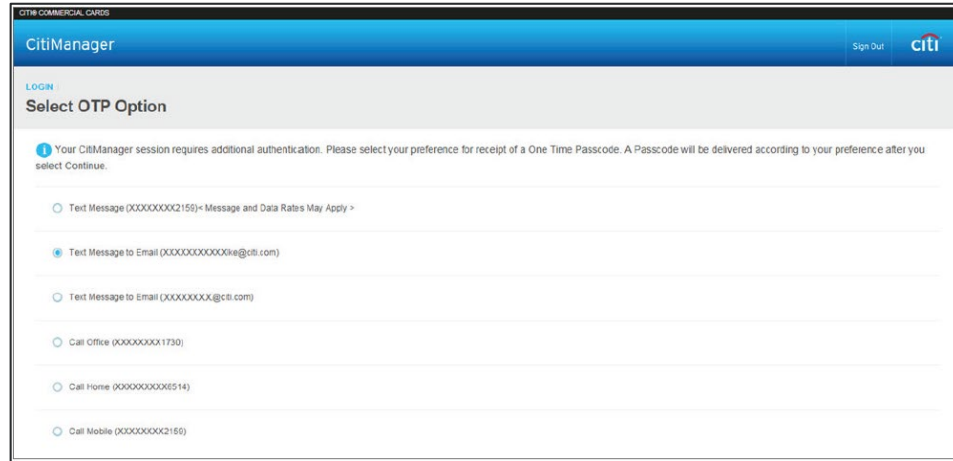 CITI® COMMERCIAL CARDS
CitiManager
Sign Out
citi
LOGIN
Select OTP Option
Your CitiManager session requires additional authentication. Please select your preference for receipt of a One Time Passcode. A Passcode will be delivered according to your preference after you
select Continue.
Text Message (XXXXXXXX2159)< Message and Data Rates May Apply >
Text Message to Email (XXXXXXXXXXXke@citi.com)
Text Message to Email (XXXXXXXX@citi.com)
Call Office (XXXXXXXX1730)
Call Home (XXXXXXXXX6514)
Call Mobile (XXXXXXXX2159)